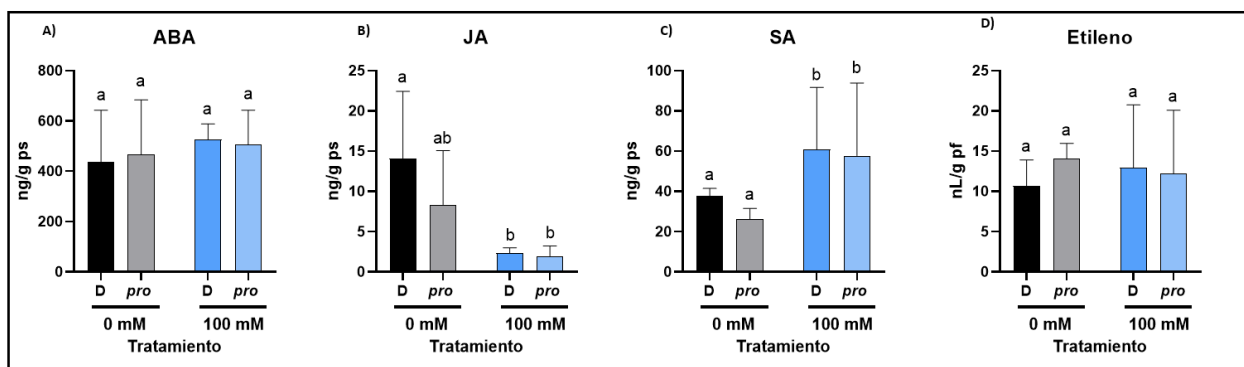 A)
ABA
ng/g ps
800
600
400
200
0
a
a
a
a
D
pro
D
pro
0 mM
100 mM
Tratamiento
B)
JA
ng/g ps
25
20
15
10
5
0
a
ab
b
b
D
pro
D
pro
0 mM
100 mM
Tratamiento
C)
SA
ng/g ps
100
80
60
40
20
0
a
a
b
b
D
pro
D
pro
0 mM
100 mM
Tratamiento
D)
Etileno
nL/g pf
25
20
15
10
5
0
a
a
a
a
D
pro
D
pro
0 mM
100 mM
Tratamiento